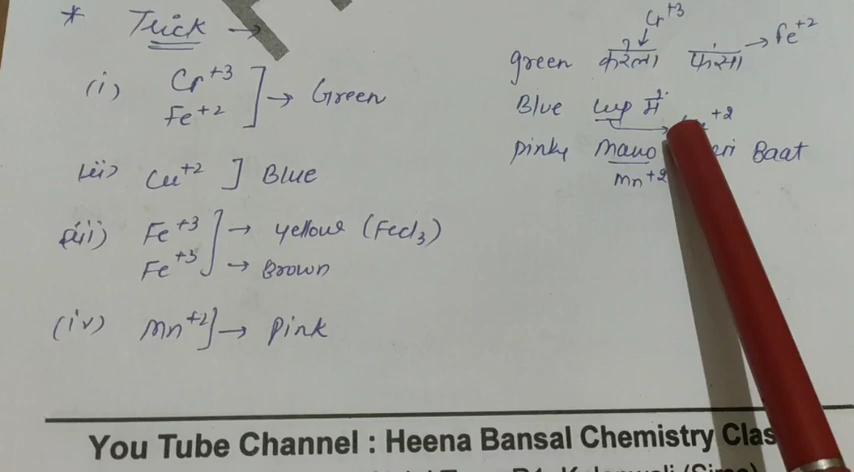 * Trick →
(i) Cr+3
Fe+2 ] → Green
(ii) Cu+2 ] Blue
(iii) Fe+3 → yellow (FeCl3)
Fe+3 → Brown
(iv) Mn+2 ] → Pink
Cr+3
green करेला फंसा → Fe+2
Blue cup में +2
Pinky Mano Baat
Mn+2
You Tube Channel : Heena Bansal Chemistry Clas